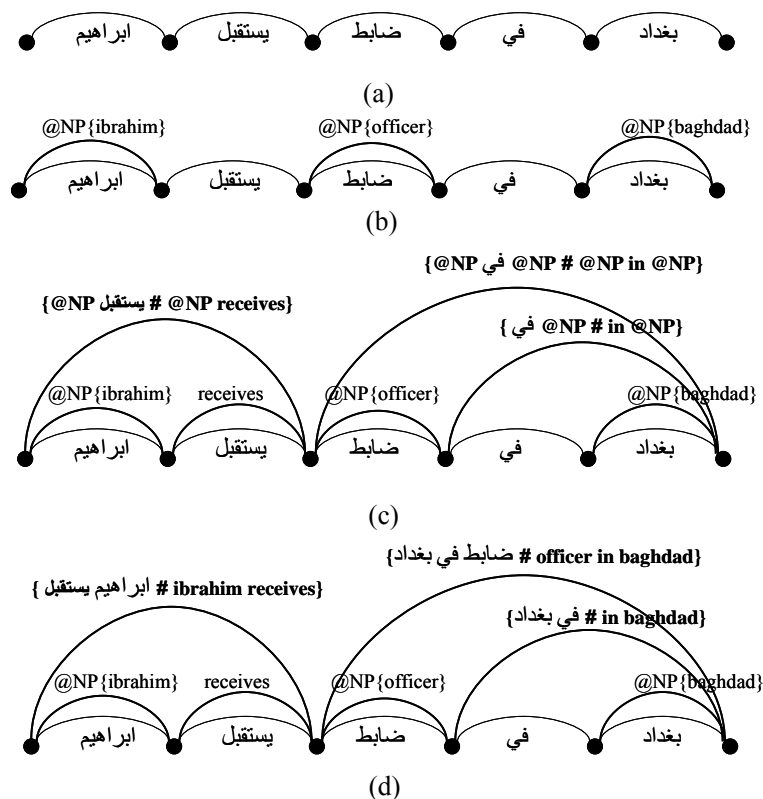 ابراهيم يستقبل ضابط في بغداد
(a)
@NP{ibrahim} @NP{officer} @NP{baghdad}
ابراهيم يستقبل ضابط في بغداد
(b)
{@NP في @NP # @NP in @NP}
{@NP يستقبل # @NP receives}
{ في @NP # in @NP}
@NP{ibrahim} receives @NP{officer} @NP{baghdad}
ابراهيم يستقبل ضابط في بغداد
(c)
{ضابط في بغداد # officer in baghdad}
{ ابراهيم يستقبل # ibrahim receives}
{في بغداد # in baghdad}
@NP{ibrahim} receives @NP{officer} @NP{baghdad}
ابراهيم يستقبل ضابط في بغداد
(d)